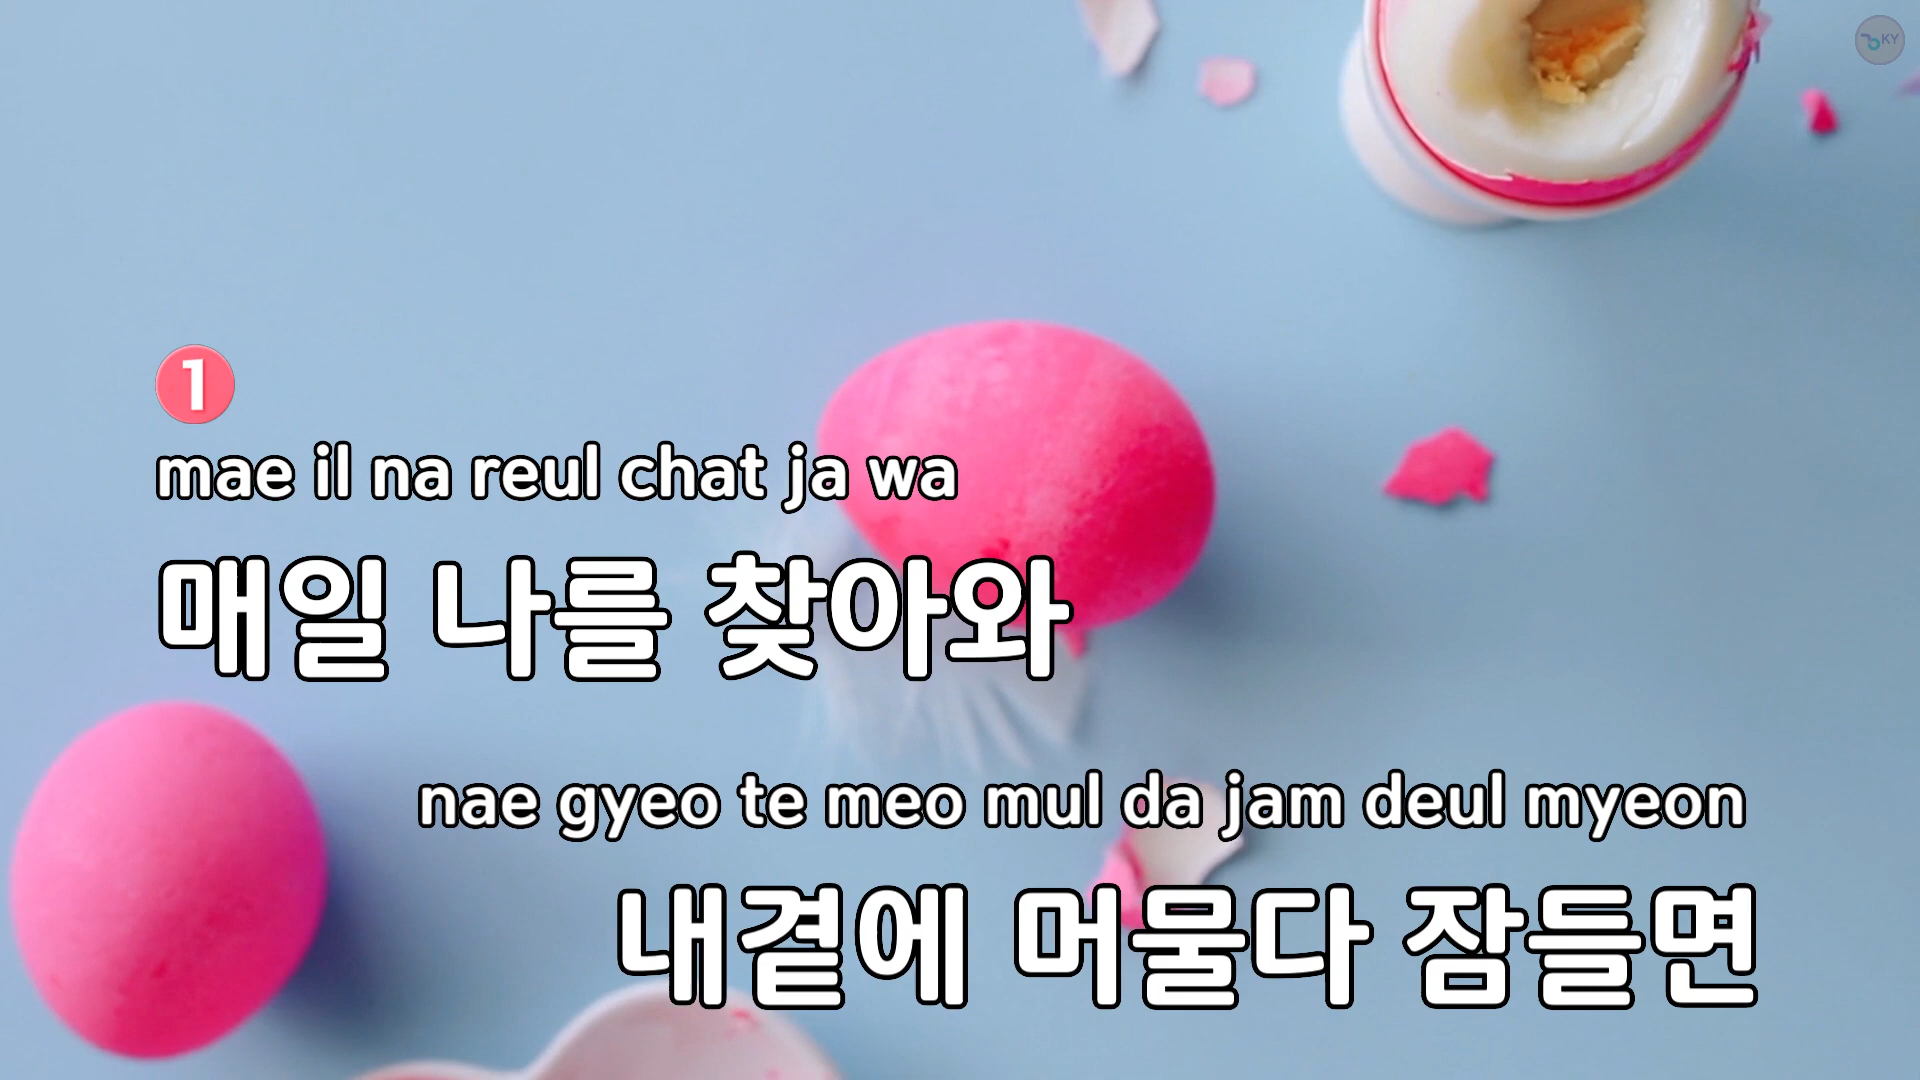 KY
1
mae il na reul chat ja wa
매일 나를 찾아와
nae gyeo te meo mul da jam deul myeon
내곁에 머물다 잠들면